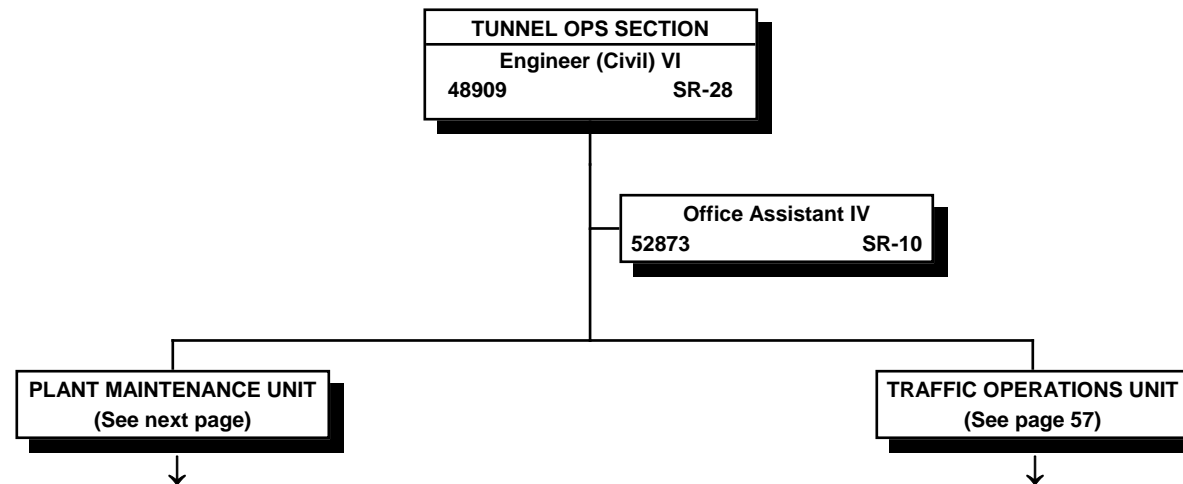 TUNNEL OPS SECTION
Engineer (Civil) VI
48909 SR-28
Office Assistant IV
52873 SR-10
PLANT MAINTENANCE UNIT
(See next page)
TRAFFIC OPERATIONS UNIT
(See page 57)